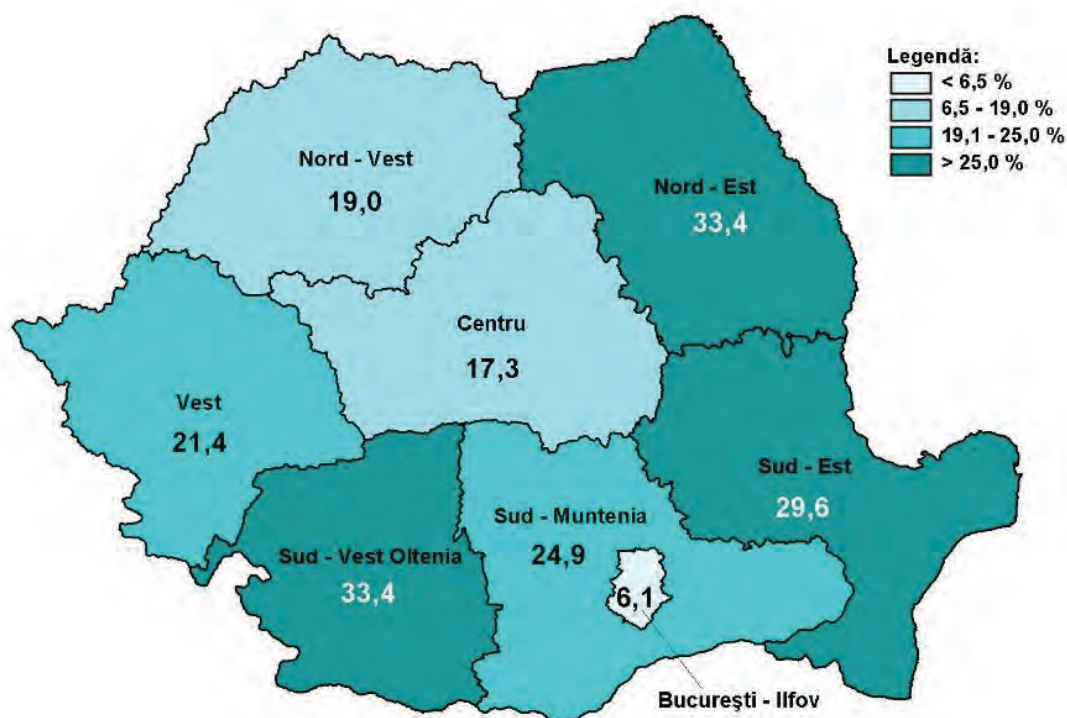 Legendă:
< 6,5 %
6,5 - 19,0 %
19,1 - 25,0 %
> 25,0 %
Nord - Vest
19,0
Nord - Est
33,4
Centru
17,3
Vest
21,4
Sud - Est
29,6
Sud - Muntenia
24,9
Sud - Vest Oltenia
33,4
6,1
Bucureşti - Ilfov